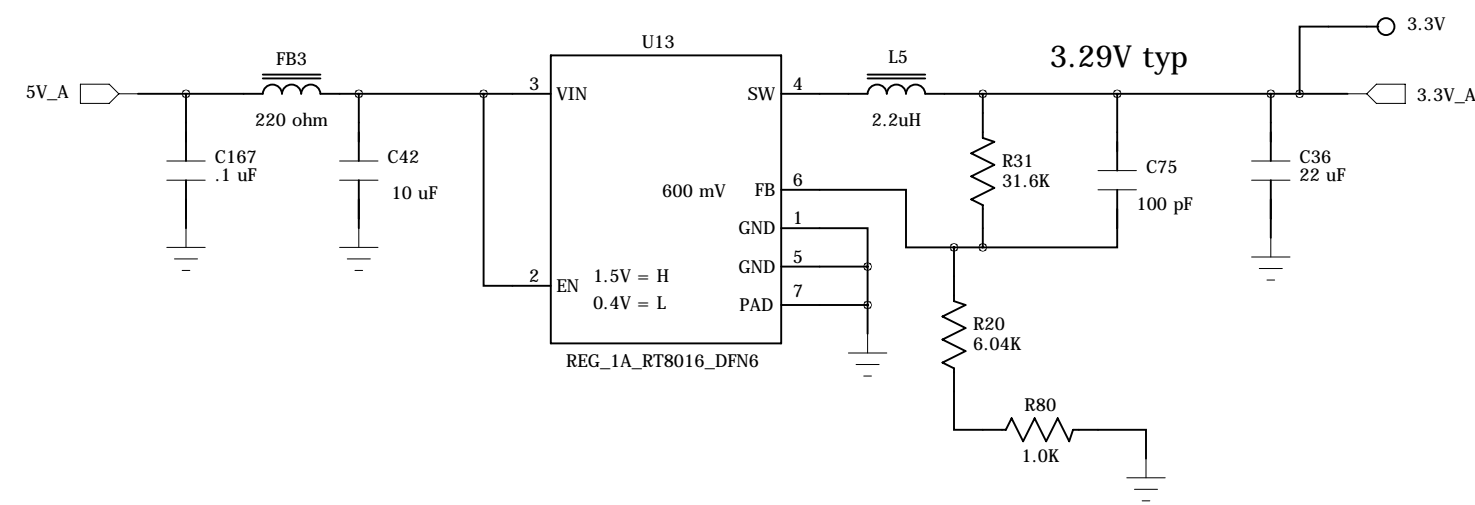 3.3V
U13
FB3
L5
3.29V typ
5V_A
3
VIN
SW
4
3.3V_A
220 ohm
2.2uH
C167
.1 uF
C42
10 uF
R31
31.6K
C75
100 pF
C36
22 uF
600 mV
FB
6
GND
1
GND
5
2
EN
1.5V = H
0.4V = L
PAD
7
R20
6.04K
REG_1A_RT8016_DFN6
R80
1.0K